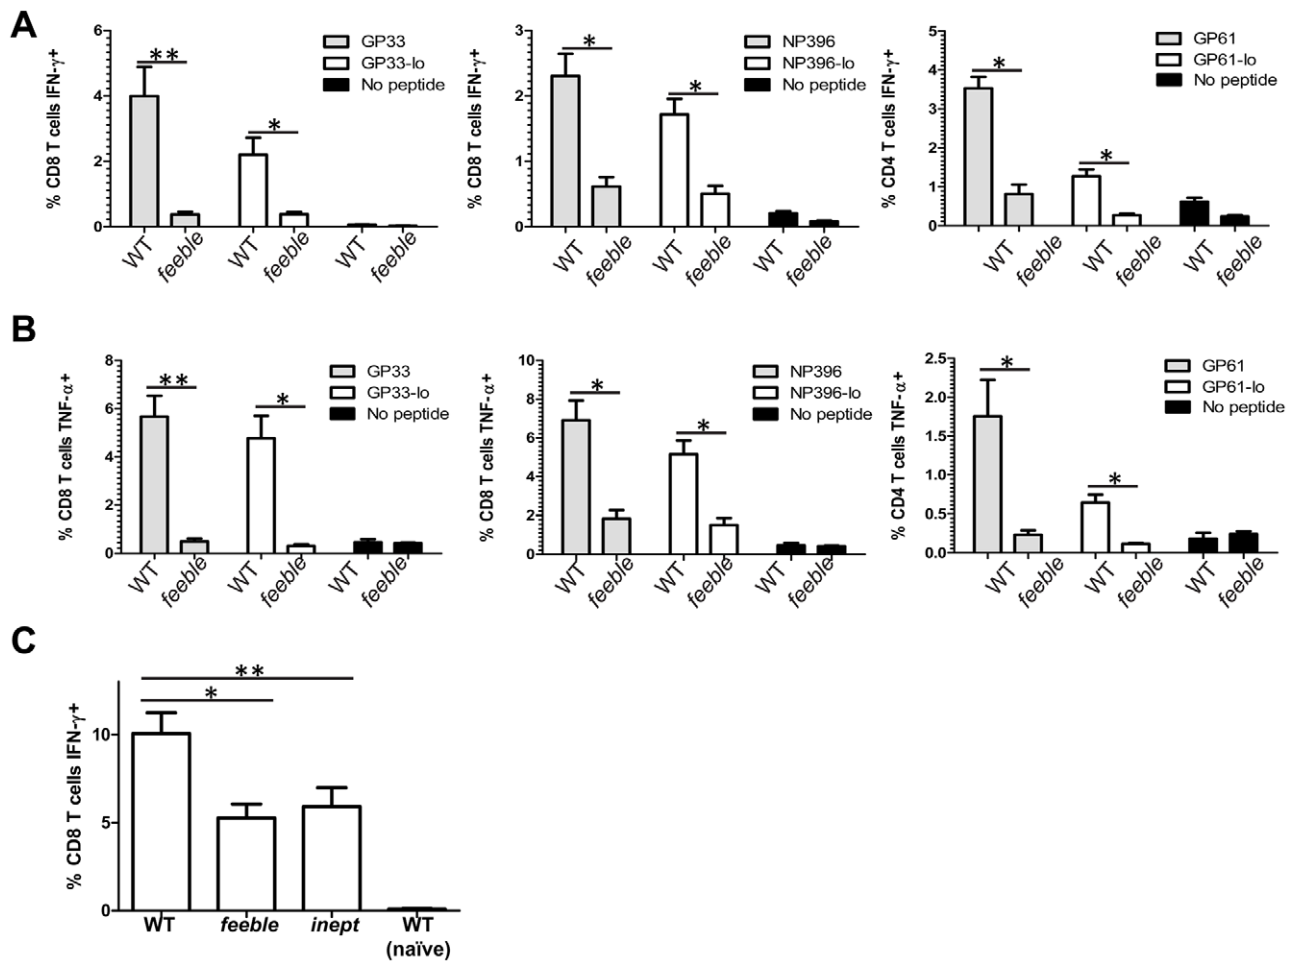 A
% CD8 T cells IFN-γ+
6
4
2
0
**
*
GP33
GP33-lo
No peptide
WT
feeble
WT
feeble
WT
feeble
% CD8 T cells IFN-γ+
3
2
1
0
*
*
NP396
NP396-lo
No peptide
WT
feeble
WT
feeble
WT
feeble
% CD4 T cells IFN-γ+
5
4
3
2
1
0
*
*
GP61
GP61-lo
No peptide
WT
feeble
WT
feeble
WT
feeble
B
% CD8 T cells TNF-α+
8
6
4
2
0
**
*
GP33
GP33-lo
No peptide
WT
feeble
WT
feeble
WT
feeble
% CD8 T cells TNF-α+
10
8
6
4
2
0
*
*
NP396
NP396-lo
No peptide
WT
feeble
WT
feeble
WT
feeble
% CD4 T cells TNF-α+
2.5
2.0
1.5
1.0
0.5
0.0
*
*
GP61
GP61-lo
No peptide
WT
feeble
WT
feeble
WT
feeble
C
% CD8 T cells IFN-γ+
10
5
0
**
*
WT
feeble
inept
WT
(naïve)